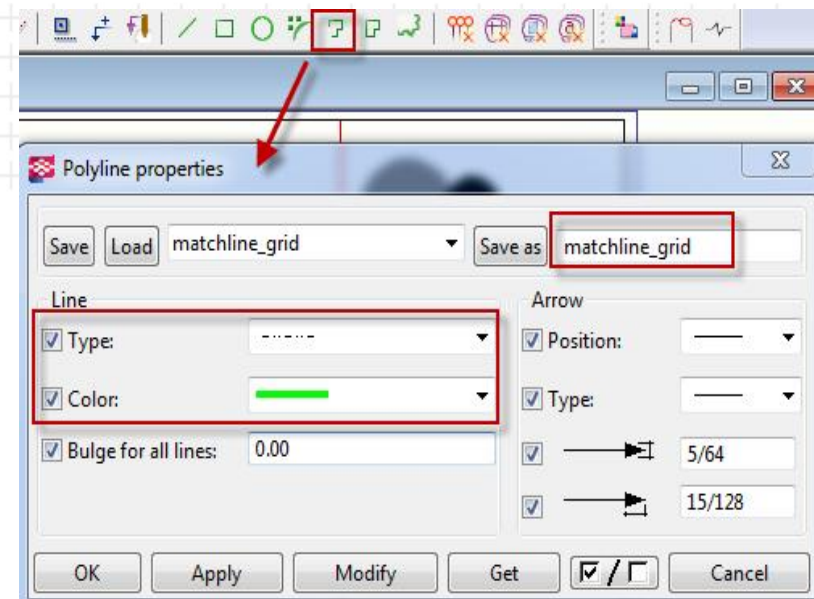 Polyline properties
Save Load matchline_grid Save as matchline_grid
Line
Arrow
Type:
Position:
Color:
Type:
Bulge for all lines: 0.00
5/64
15/128
OK Apply Modify Get / Cancel